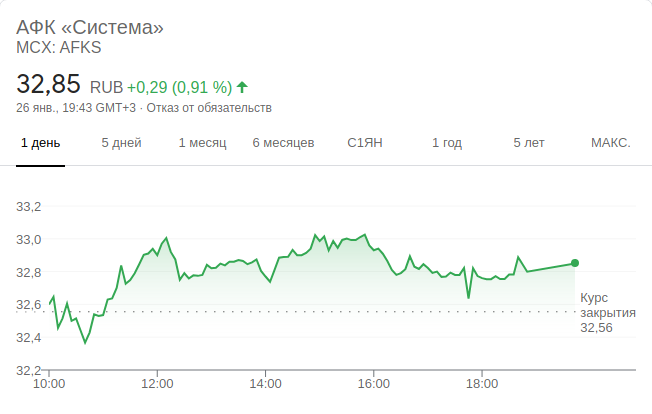 АФК «Система»
MCX: AFKS
32,85 RUB +0,29 (0,91 %)
26 янв., 19:43 GMT+3 · Отказ от обязательств
1 день 5 дней 1 месяц 6 месяцев С1ЯН 1 год 5 лет МАКС.
33,2
33,0
32,8
32,6
32,4
32,2
Курс
закрытия
32,56
10:00 12:00 14:00 16:00 18:00